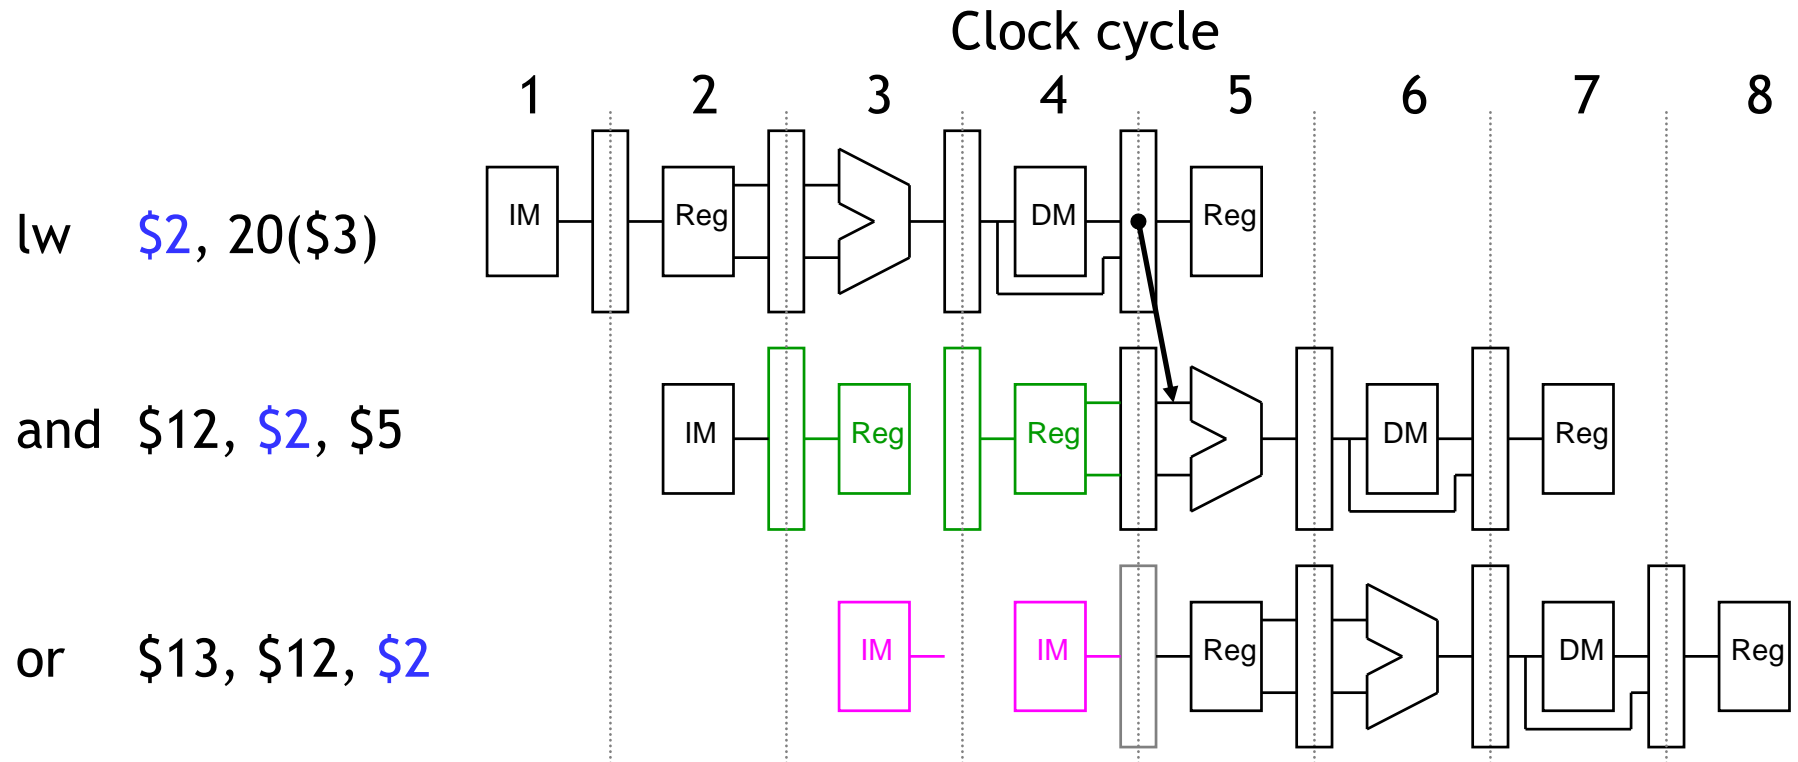 Clock cycle
1 2 3 4 5 6 7 8
lw $2, 20($3) IM Reg DM Reg
and $12, $2, $5 IM Reg Reg DM Reg
or $13, $12, $2 IM IM Reg DM Reg